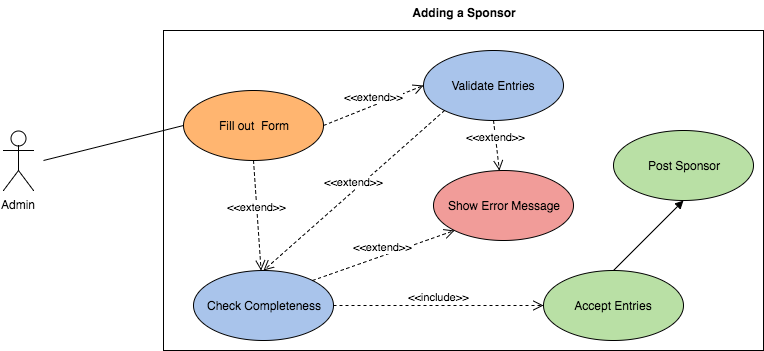 Adding a Sponsor
Validate Entries
<<extend>>
Fill out  Form
<<extend>>
Post Sponsor
<<extend>>
Admin
<<extend>>
Show Error Message
<<extend>>
<<include>>
Check Completeness
Accept Entries